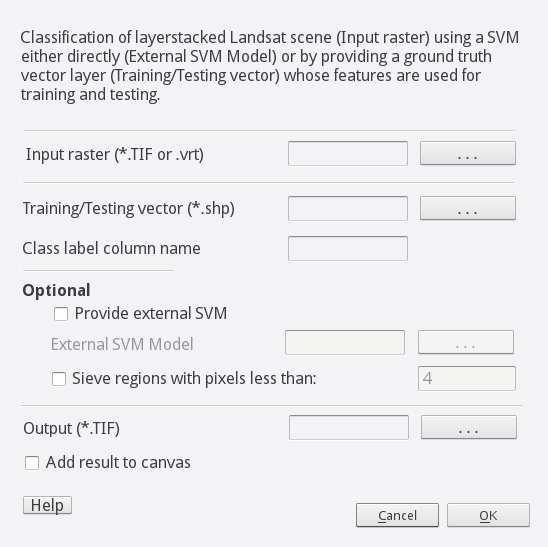 Classification of layerstacked Landsat scene (Input raster) using a SVM
either directly (External SVM Model) or by providing a ground truth
vector layer (Training/Testing vector) whose features are used for
training and testing.
Input raster (*.TIF or .vrt) ...
Training/Testing vector (*.shp) ...
Class label column name
Optional
Provide external SVM
External SVM Model ...
Sieve regions with pixels less than: 4
Output (*.TIF) ...
Add result to canvas
Help
Cancel OK